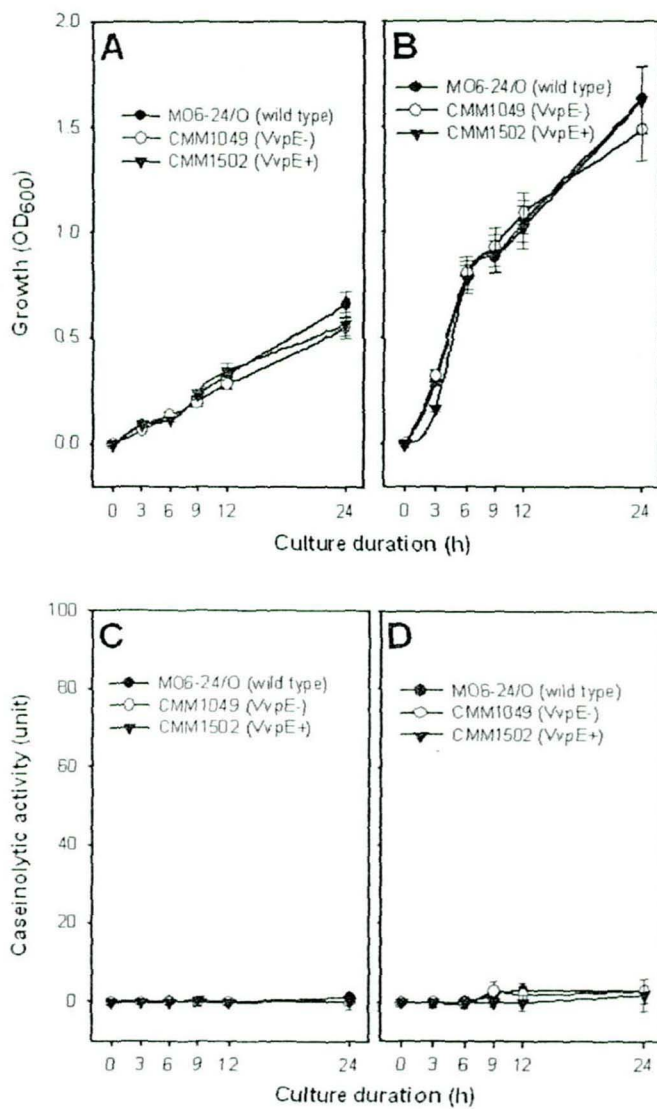 A
B
2.0
1.5
1.0
0.5
0.0
Growth (OD600)
MO6-24/O (wild type)
CMM1049 (VvpE-)
CMM1502 (VvpE+)
MO6-24/O (wild type)
CMM1049 (VvpE-)
CMM1502 (VvpE+)
0 3 6 9 12 24
0 3 6 9 12 24
Culture duration (h)
C
D
100
80
60
40
20
0
Caseinolytic activity (unit)
MO6-24/O (wild type)
CMM1049 (VvpE-)
CMM1502 (VvpE+)
MO6-24/O (wild type)
CMM1049 (VvpE-)
CMM1502 (VvpE+)
0 3 6 9 12 24
0 3 6 9 12 24
Culture duration (h)